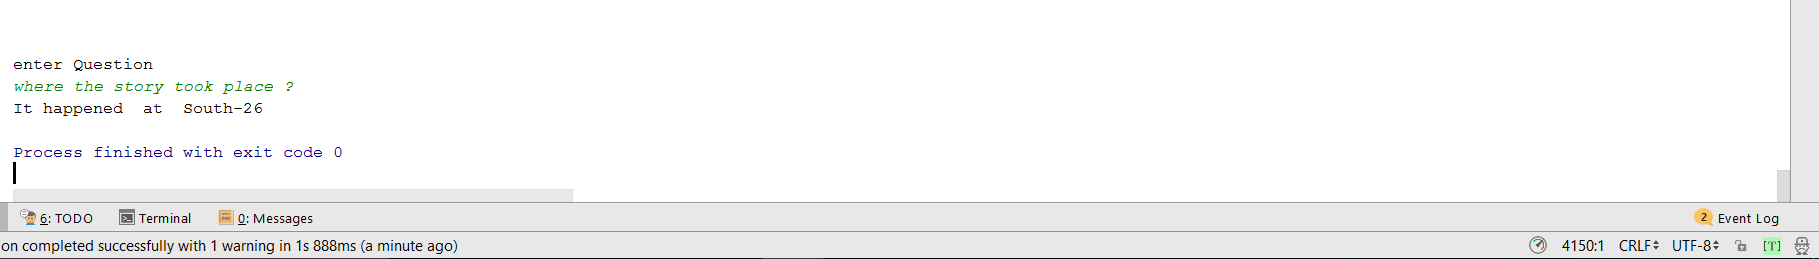 enter Question
where the story took place ?
It happened  at  South-26
Process finished with exit code 0
6: TODO Terminal 0: Messages 2 Event Log
on completed successfully with 1 warning in 1s 888ms (a minute ago) 4150:1 CRLF UTF-8 [T]